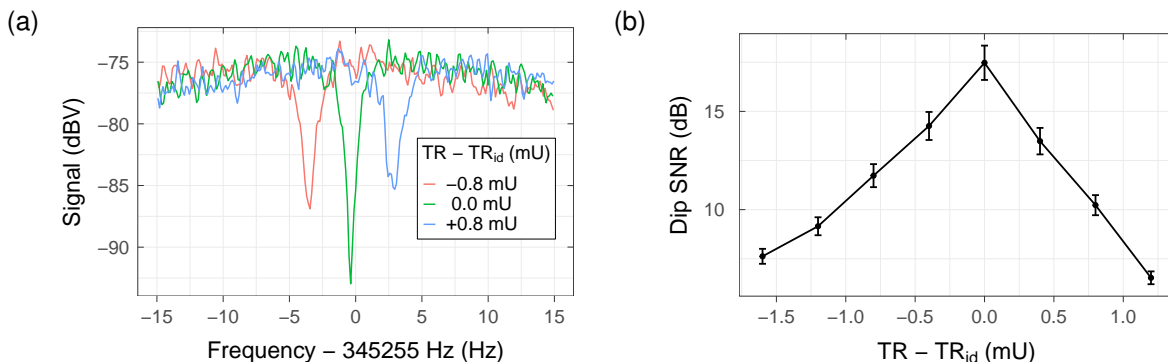 (a)
Signal (dBV)
−75
−80
−85
−90
−15 −10 −5 0 5 10 15
Frequency − 345255 Hz (Hz)
TR − TRid (mU)
−0.8 mU
0.0 mU
+0.8 mU
(b)
Dip SNR (dB)
15
10
−1.5 −1.0 −0.5 0.0 0.5 1.0
TR − TRid (mU)